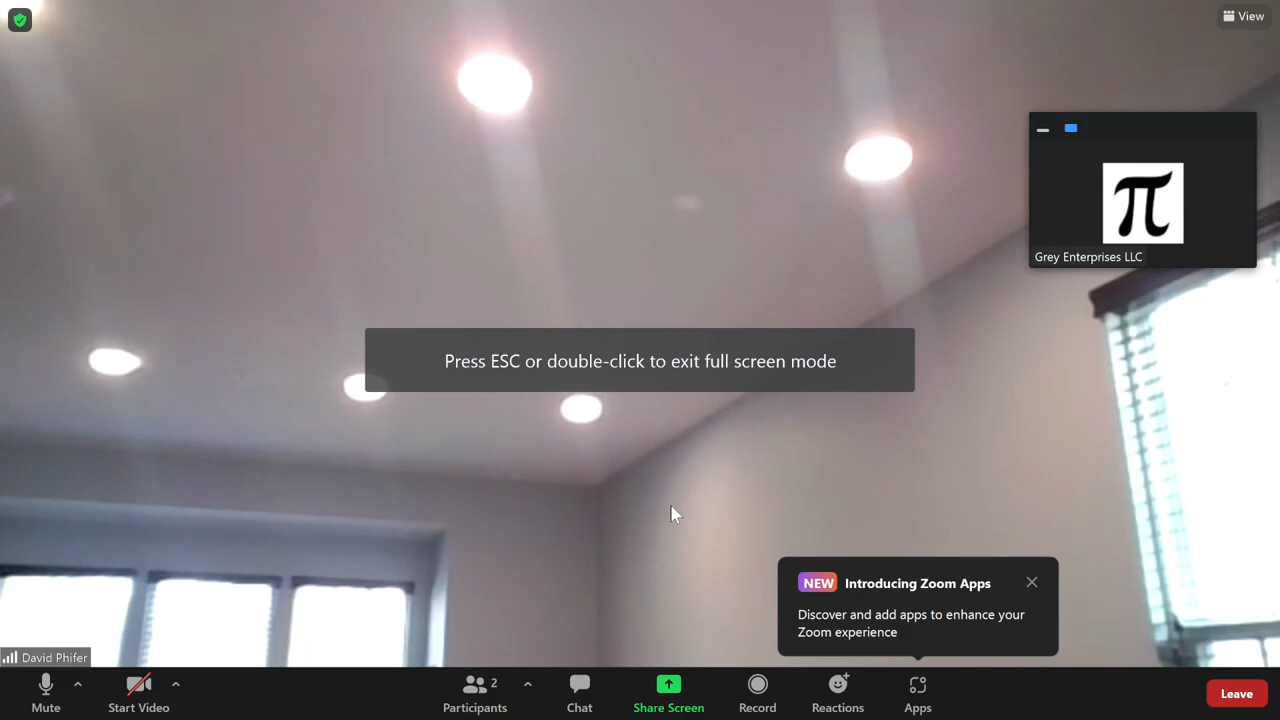 View
π
Grey Enterprises LLC
Press ESC or double-click to exit full screen mode
NEW Introducing Zoom Apps
Discover and add apps to enhance your
Zoom experience
David Phifer
Mute
Start Video
2
Participants
Chat
Share Screen
Record
Reactions
Apps
Leave